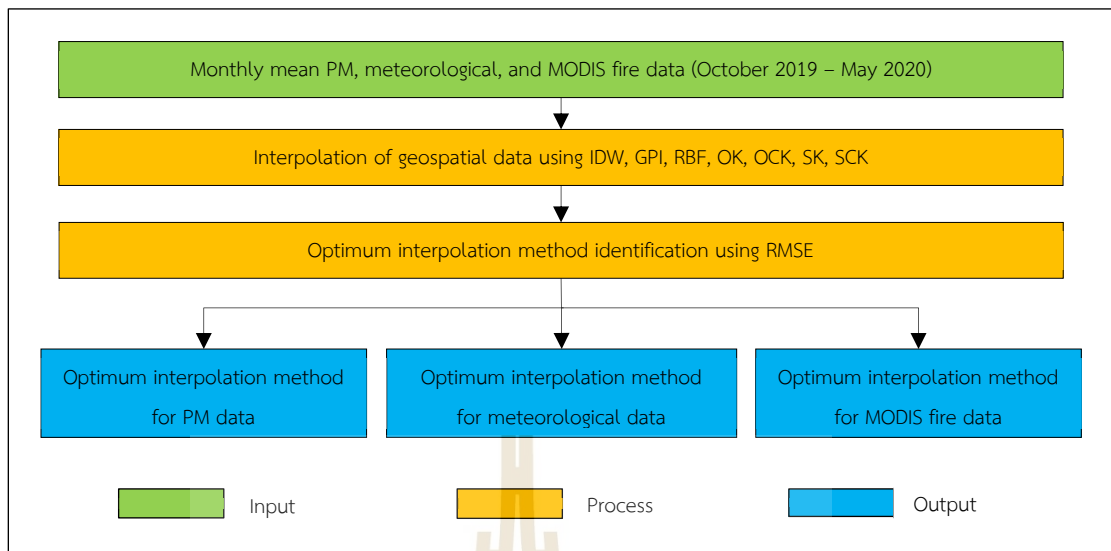 Monthly mean PM, meteorological, and MODIS fire data (October 2019 – May 2020)
Interpolation of geospatial data using IDW, GPI, RBF, OK, OCK, SK, SCK
Optimum interpolation method identification using RMSE
Optimum interpolation method
for PM data
Optimum interpolation method
for meteorological data
Optimum interpolation method
for MODIS fire data
Input
Process
Output